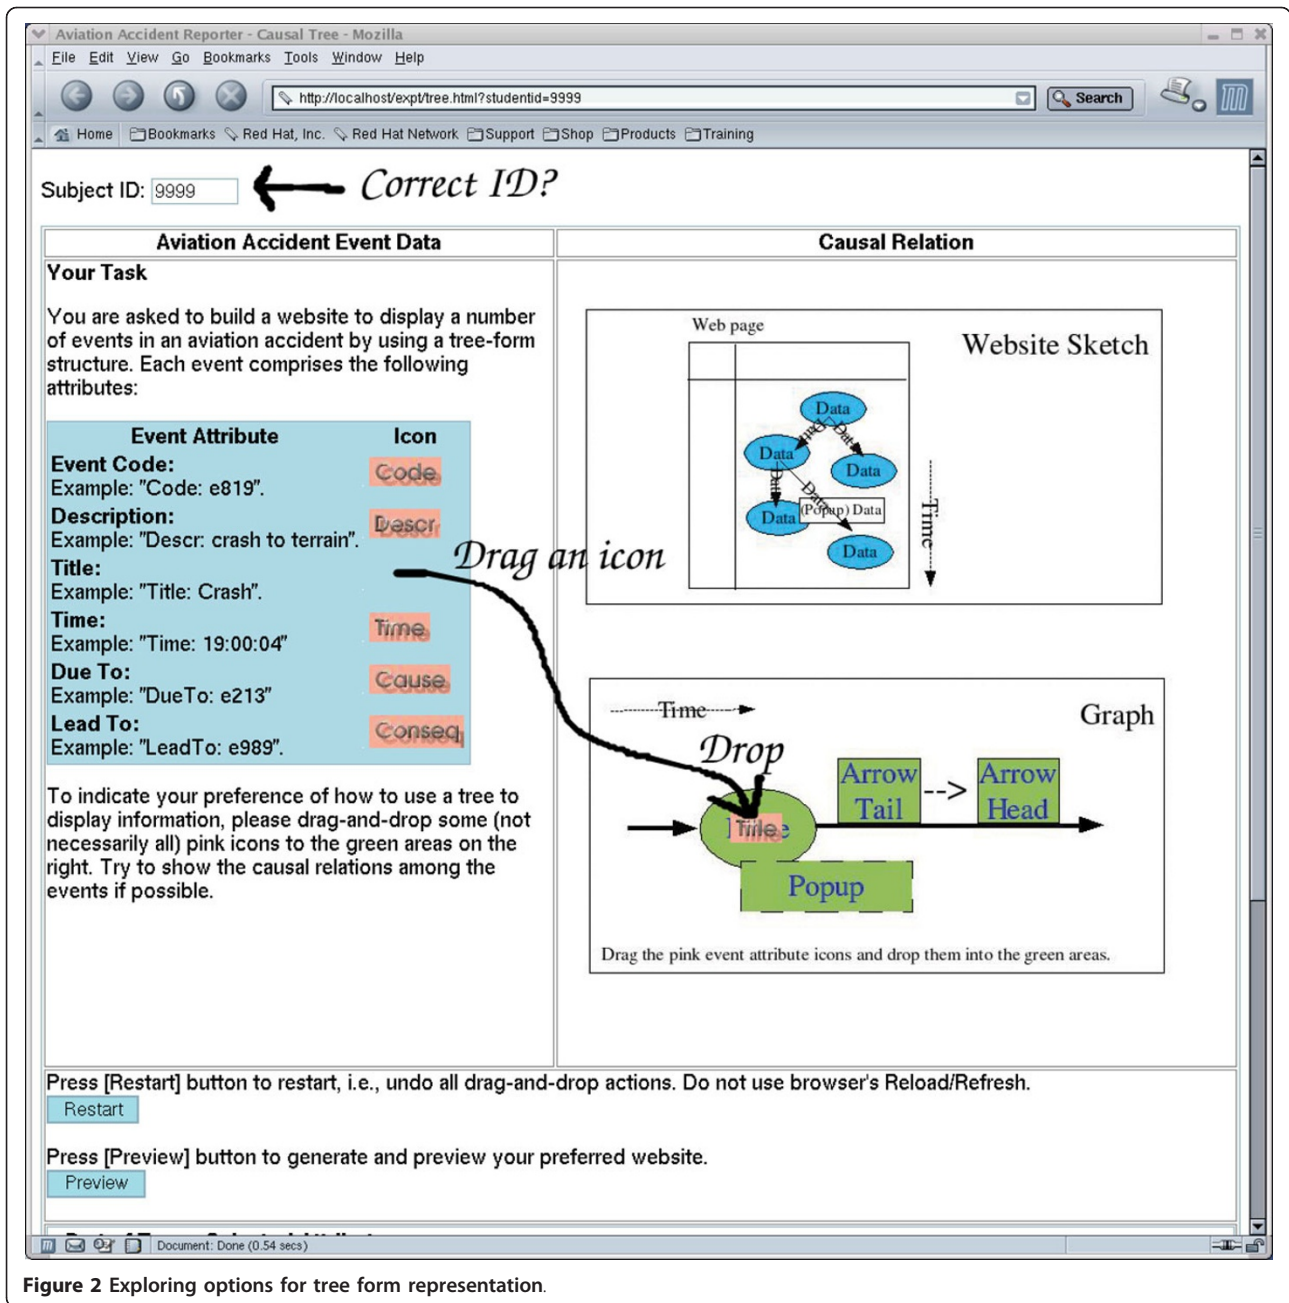 Aviation Accident Reporter - Causal Tree - Mozilla
File Edit View Go Bookmarks Tools Window Help
http://localhost/expt/tree.html?studentid=9999
Search
Home Bookmarks Red Hat, Inc. Red Hat Network Support Shop Products Training
Subject ID: 9999
Correct ID?
Aviation Accident Event Data
Causal Relation
Your Task
You are asked to build a website to display a number
of events in an aviation accident by using a tree-form
structure. Each event comprises the following
attributes:
Event Attribute Icon
Event Code:
Example: "Code: e819".
Code
Description:
Example: "Descr: crash to terrain".
Descr
Title:
Example: "Title: Crash".
Time:
Example: "Time: 19:00:04"
Time
Due To:
Example: "DueTo: e213"
Cause
Lead To:
Example: "LeadTo: e989".
Conseq
To indicate your preference of how to use a tree to
display information, please drag-and-drop some (not
necessarily all) pink icons to the green areas on the
right. Try to show the causal relations among the
events if possible.
Drag an icon
Web page
Website Sketch
Data
Data
Data
Data
Data
Data
Data
Data
(Popup) Data
Data
Time
Time
Graph
Drop
Title
Arrow
Tail
-->
Arrow
Head
Popup
Drag the pink event attribute icons and drop them into the green areas.
Press [Restart] button to restart, i.e., undo all drag-and-drop actions. Do not use browser's Reload/Refresh.
Restart
Press [Preview] button to generate and preview your preferred website.
Preview
Document: Done (0.54 secs)
Figure 2 Exploring options for tree form representation.